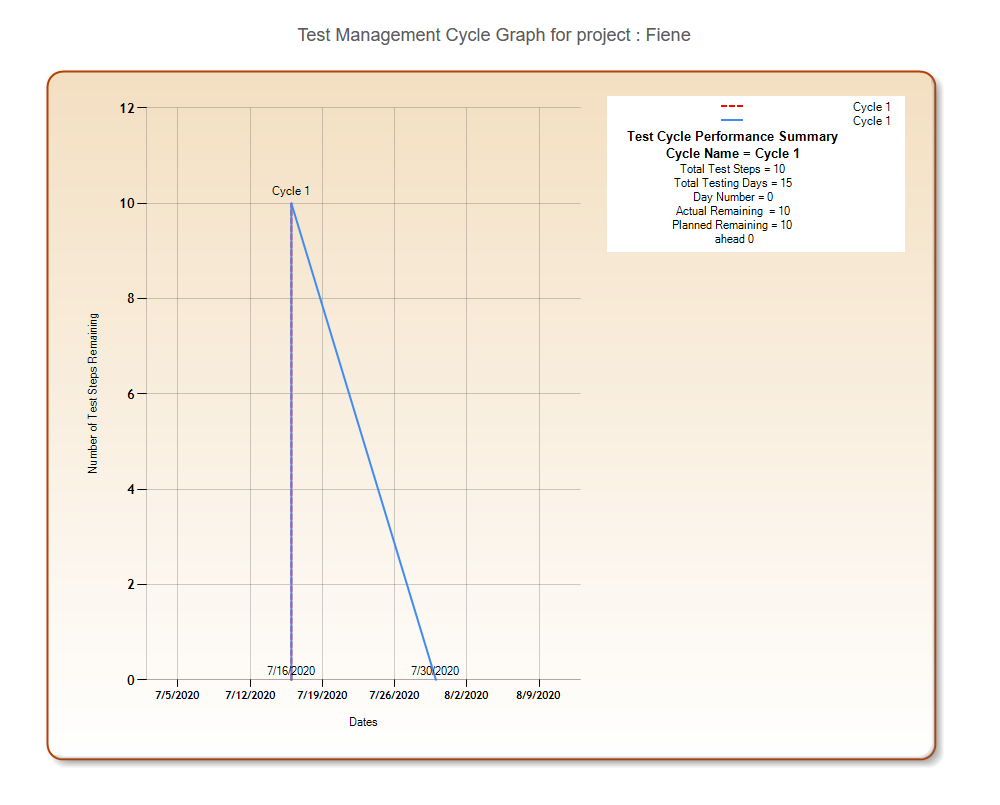 Test Management Cycle Graph for project : Fiene
Cycle 1
Cycle 1
Test Cycle Performance Summary
Cycle Name = Cycle 1
Total Test Steps = 10
Total Testing Days = 15
Day Number = 0
Actual Remaining = 10
Planned Remaining = 10
ahead 0
12
10
8
6
4
2
0
Number of Test Steps Remaining
Cycle 1
7/16/2020
7/30/2020
7/5/2020
7/12/2020
7/19/2020
7/26/2020
8/2/2020
8/9/2020
Dates